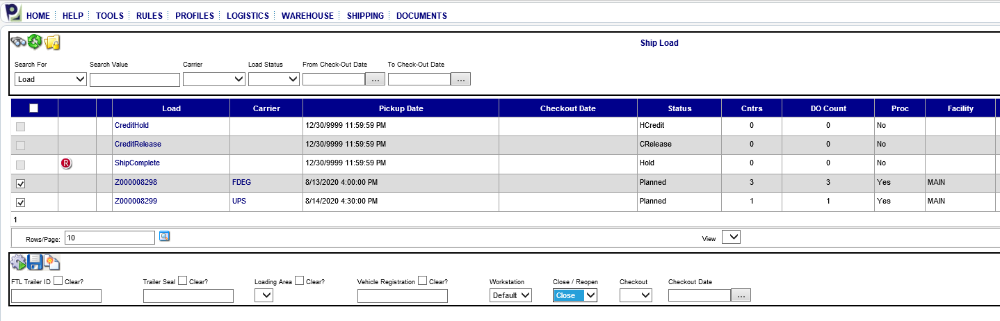 HOME HELP TOOLS RULES PROFILES LOGISTICS WAREHOUSE SHIPPING DOCUMENTS
Ship Load
Search For Search Value Carrier Load Status From Check-Out Date To Check-Out Date
Load ... ...
Load Carrier Pickup Date Checkout Date Status Cntrs DO Count Proc Facility
CreditHold 12/30/9999 11:59:59 PM HCredit 0 0 No
CreditRelease 12/30/9999 11:59:59 PM CRelease 0 0 No
R ShipComplete 12/30/9999 11:59:59 PM Hold 0 0 No
Z000008298 FDEG 8/13/2020 4:00:00 PM Planned 3 3 Yes MAIN
Z000008299 UPS 8/14/2020 4:30:00 PM Planned 1 1 Yes MAIN
1
Rows/Page: 10 View
FTL Trailer ID Clear? Trailer Seal Clear? Loading Area Clear? Vehicle Registration Clear? Workstation Close / Reopen Checkout Checkout Date
Default Close ...